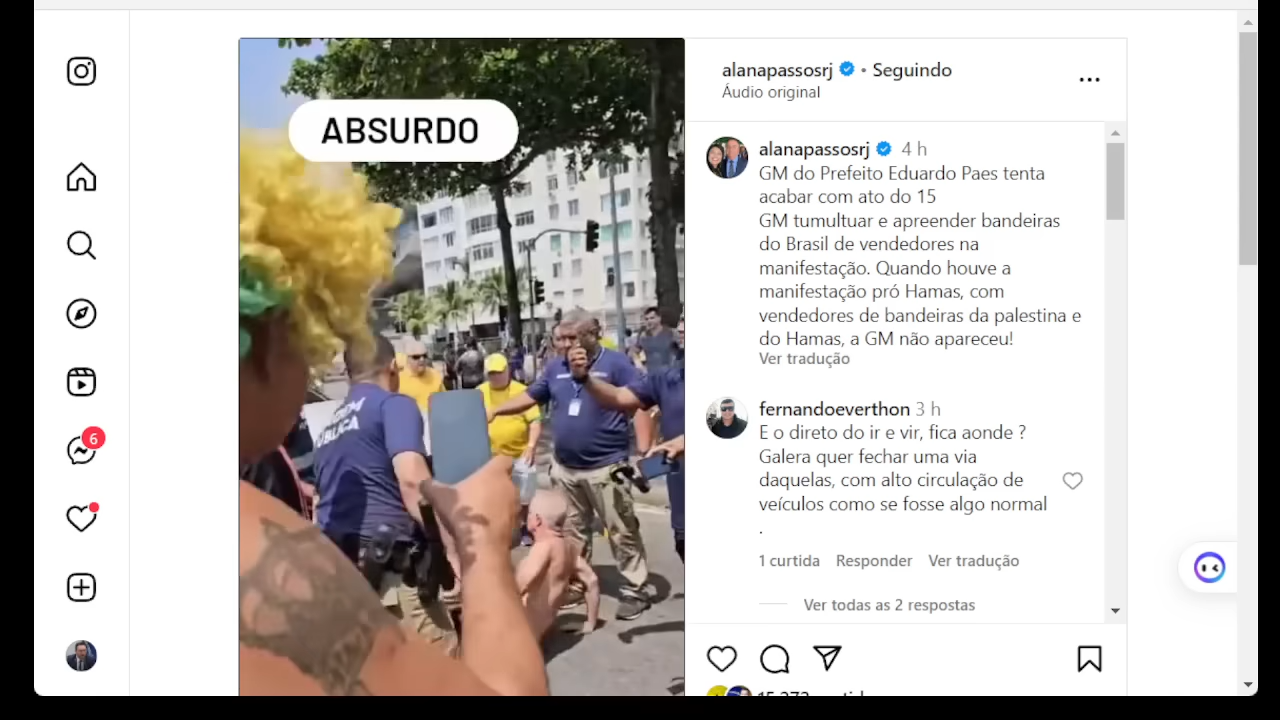 ABSURDO
alanapassosrj • Seguindo
Áudio original
6
alanapassosrj 4 h
GM do Prefeito Eduardo Paes tenta
acabar com ato do 15
GM tumultuar e apreender bandeiras
do Brasil de vendedores na
manifestação. Quando houve a
manifestação pró Hamas, com
vendedores de bandeiras da palestina e
do Hamas, a GM não apareceu!
Ver tradução
fernandoeverthon 3 h
E o direto do ir e vir, fica aonde ?
Galera quer fechar uma via
daquelas, com alto circulação de
veículos como se fosse algo normal
.
1 curtida Responder Ver tradução
Ver todas as 2 respostas